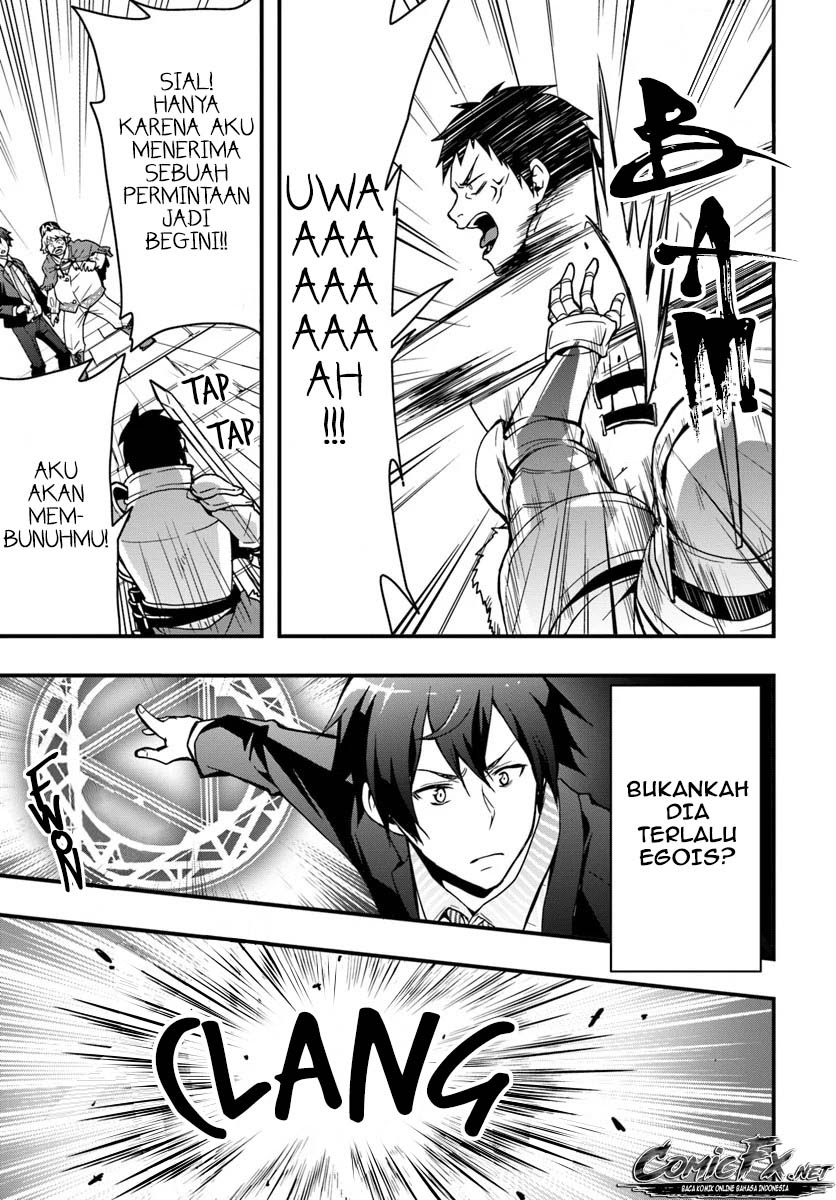 BAM
UWA
AAA
AAA
AAA
AH
!!!
SIAL!
HANYA
KARENA AKU
MENERIMA
SEBUAH
PERMINTAAN
JADI
BEGINI!!
TAP
TAP
AKU
AKAN
MEM-
BUNUHMU!
BUKANKAH
DIA
TERLALU
EGOIS?
FWON
CLANG
COMICFX.NET
BACA KOMIK ONLINE BAHASA INDONESIA